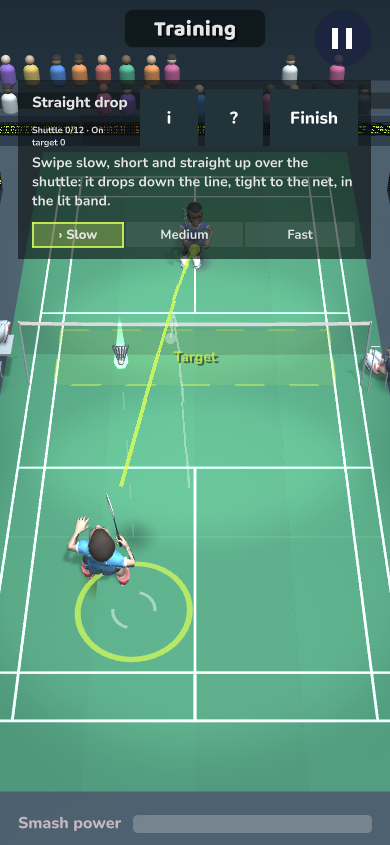 Training
Straight drop
Shuttle 0/12 · On
target 0
i
?
Finish
Swipe slow, short and straight up over the
shuttle: it drops down the line, tight to the net, in
the lit band.
› Slow
Medium
Fast
Target
Smash power